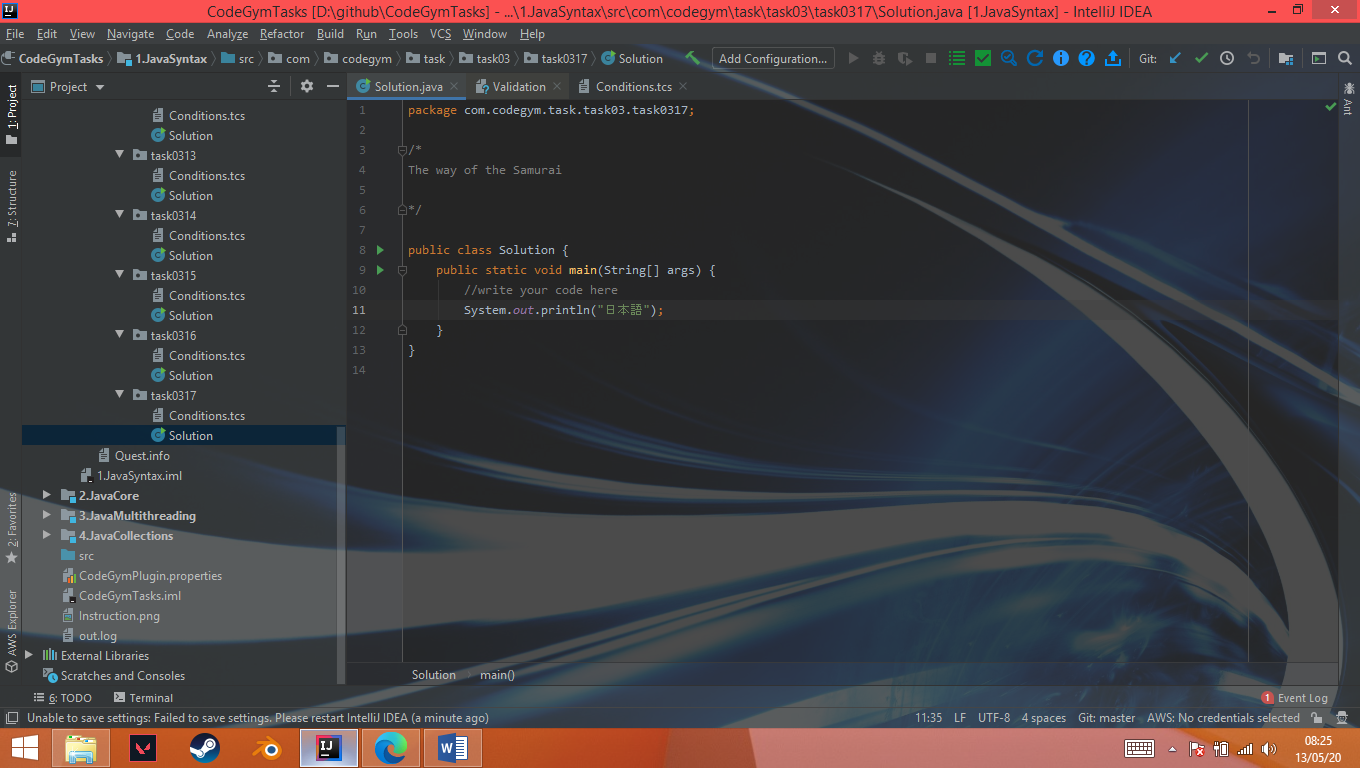 CodeGymTasks [D:\github\CodeGymTasks] - ...\1.JavaSyntax\src\com\codegym\task\task03\task0317\Solution.java [1.JavaSyntax] - IntelliJ IDEA
File Edit View Navigate Code Analyze Refactor Build Run Tools VCS Window Help
CodeGymTasks 1.JavaSyntax src com codegym task task03 task0317 Solution Add Configuration... Git:
1: Project
Z: Structure
2: Favorites
AWS Explorer
Project
Conditions.tcs
Solution
task0313
Conditions.tcs
Solution
task0314
Conditions.tcs
Solution
task0315
Conditions.tcs
Solution
task0316
Conditions.tcs
Solution
task0317
Conditions.tcs
Solution
Quest.info
1.JavaSyntax.iml
2.JavaCore
3.JavaMultithreading
4.JavaCollections
src
CodeGymPlugin.properties
CodeGymTasks.iml
Instruction.png
out.log
External Libraries
Scratches and Consoles
Solution.java Validation Conditions.tcs
1 package com.codegym.task.task03.task0317;
2
3 /*
4 The way of the Samurai
5
6 */
7
8 public class Solution {
9 public static void main(String[] args) {
10 //write your code here
11 System.out.println("日本語");
12 }
13 }
14
Ant
Solution main()
6: TODO Terminal 1 Event Log
Unable to save settings: Failed to save settings. Please restart IntelliJ IDEA (a minute ago) 11:35 LF UTF-8 4 spaces Git: master AWS: No credentials selected
08:25
13/05/20